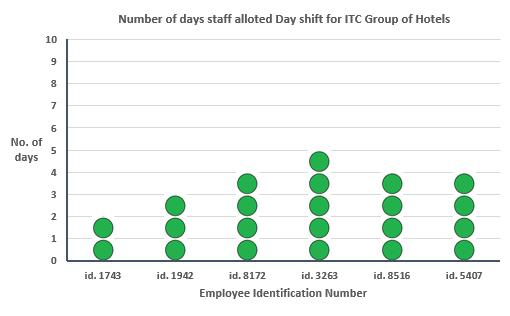 Number of days staff alloted Day shift for ITC Group of Hotels
10
9
8
7
6
5
4
3
2
1
0
No. of
days
id. 1743
id. 1942
id. 8172
id. 3263
id. 8516
id. 5407
Employee Identification Number